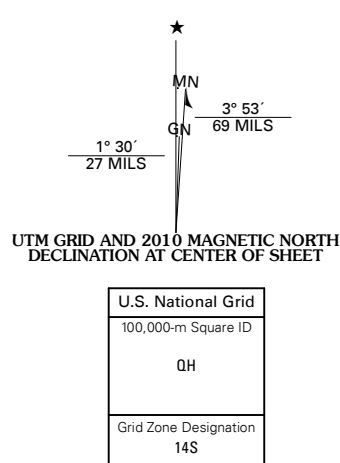 ★
MN
3° 53´
69 MILS
GN
1° 30´
27 MILS
UTM GRID AND 2010 MAGNETIC NORTH
DECLINATION AT CENTER OF SHEET
U.S. National Grid
100,000-m Square ID
QH
Grid Zone Designation
14S